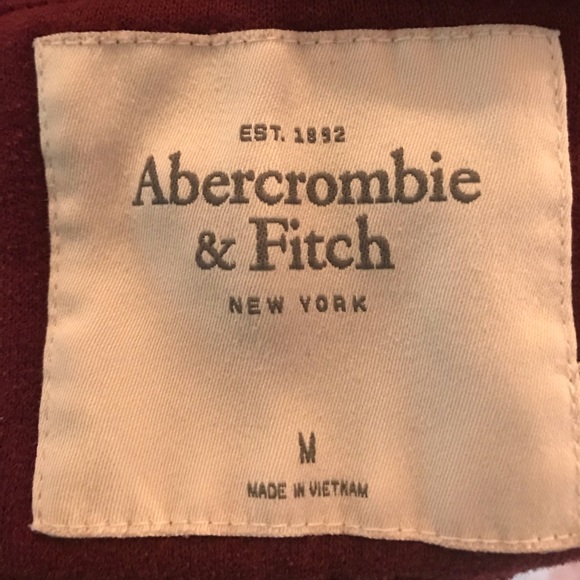 EST. 1892
Abercrombie
& Fitch
NEW YORK
M
MADE IN VIETNAM